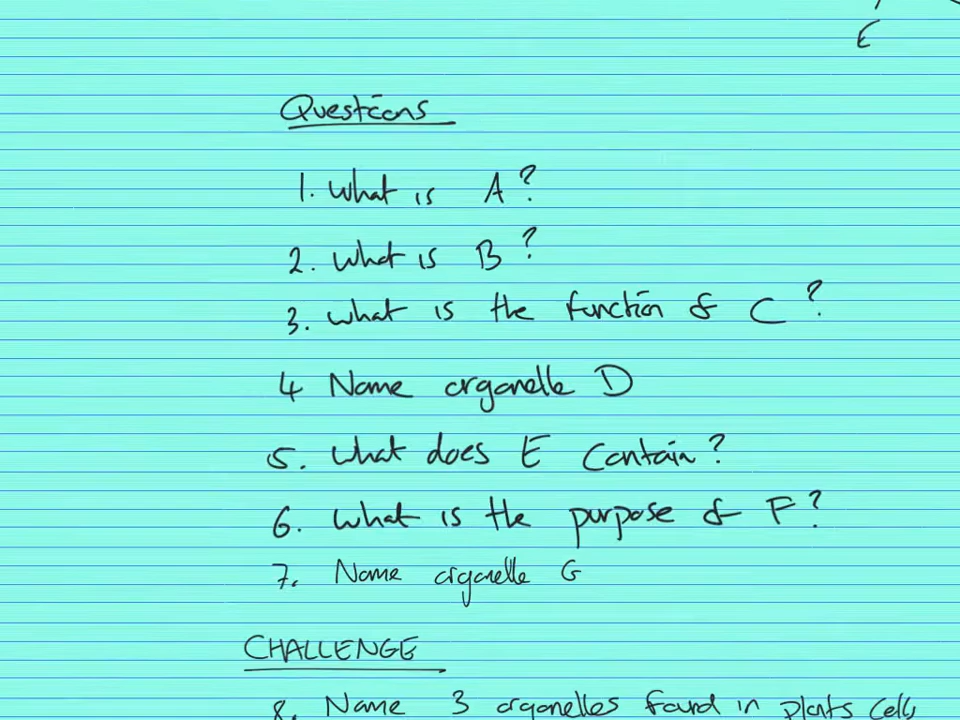 E
Questions
1. What is A?
2. What is B?
3. What is the function of C?
4 Name organelle D
5. What does E Contain?
6. What is the purpose of F?
7. Name organelle G
CHALLENGE
8. Name 3 organelles found in plants cells